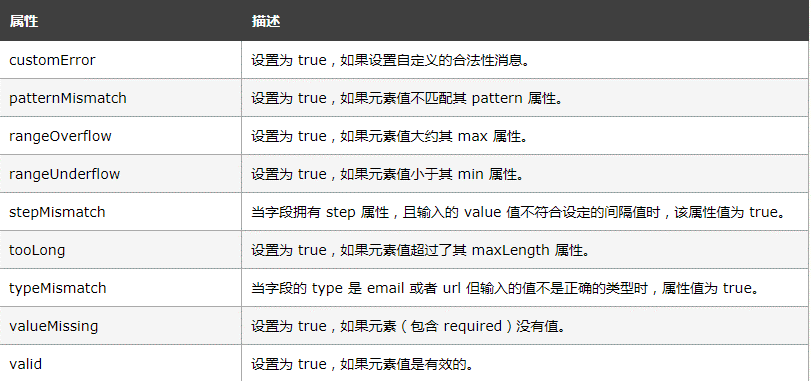 属性 描述
customError 设置为 true，如果设置自定义的合法性消息。
patternMismatch 设置为 true，如果元素值不匹配其 pattern 属性。
rangeOverflow 设置为 true，如果元素值大约其 max 属性。
rangeUnderflow 设置为 true，如果元素值小于其 min 属性。
stepMismatch 当字段拥有 step 属性，且输入的 value 值不符合设定的间隔值时，该属性值为 true。
tooLong 设置为 true，如果元素值超过了其 maxLength 属性。
typeMismatch 当字段的 type 是 email 或者 url 但输入的值不是正确的类型时，属性值为 true。
valueMissing 设置为 true，如果元素（包含 required）没有值。
valid 设置为 true，如果元素值是有效的。